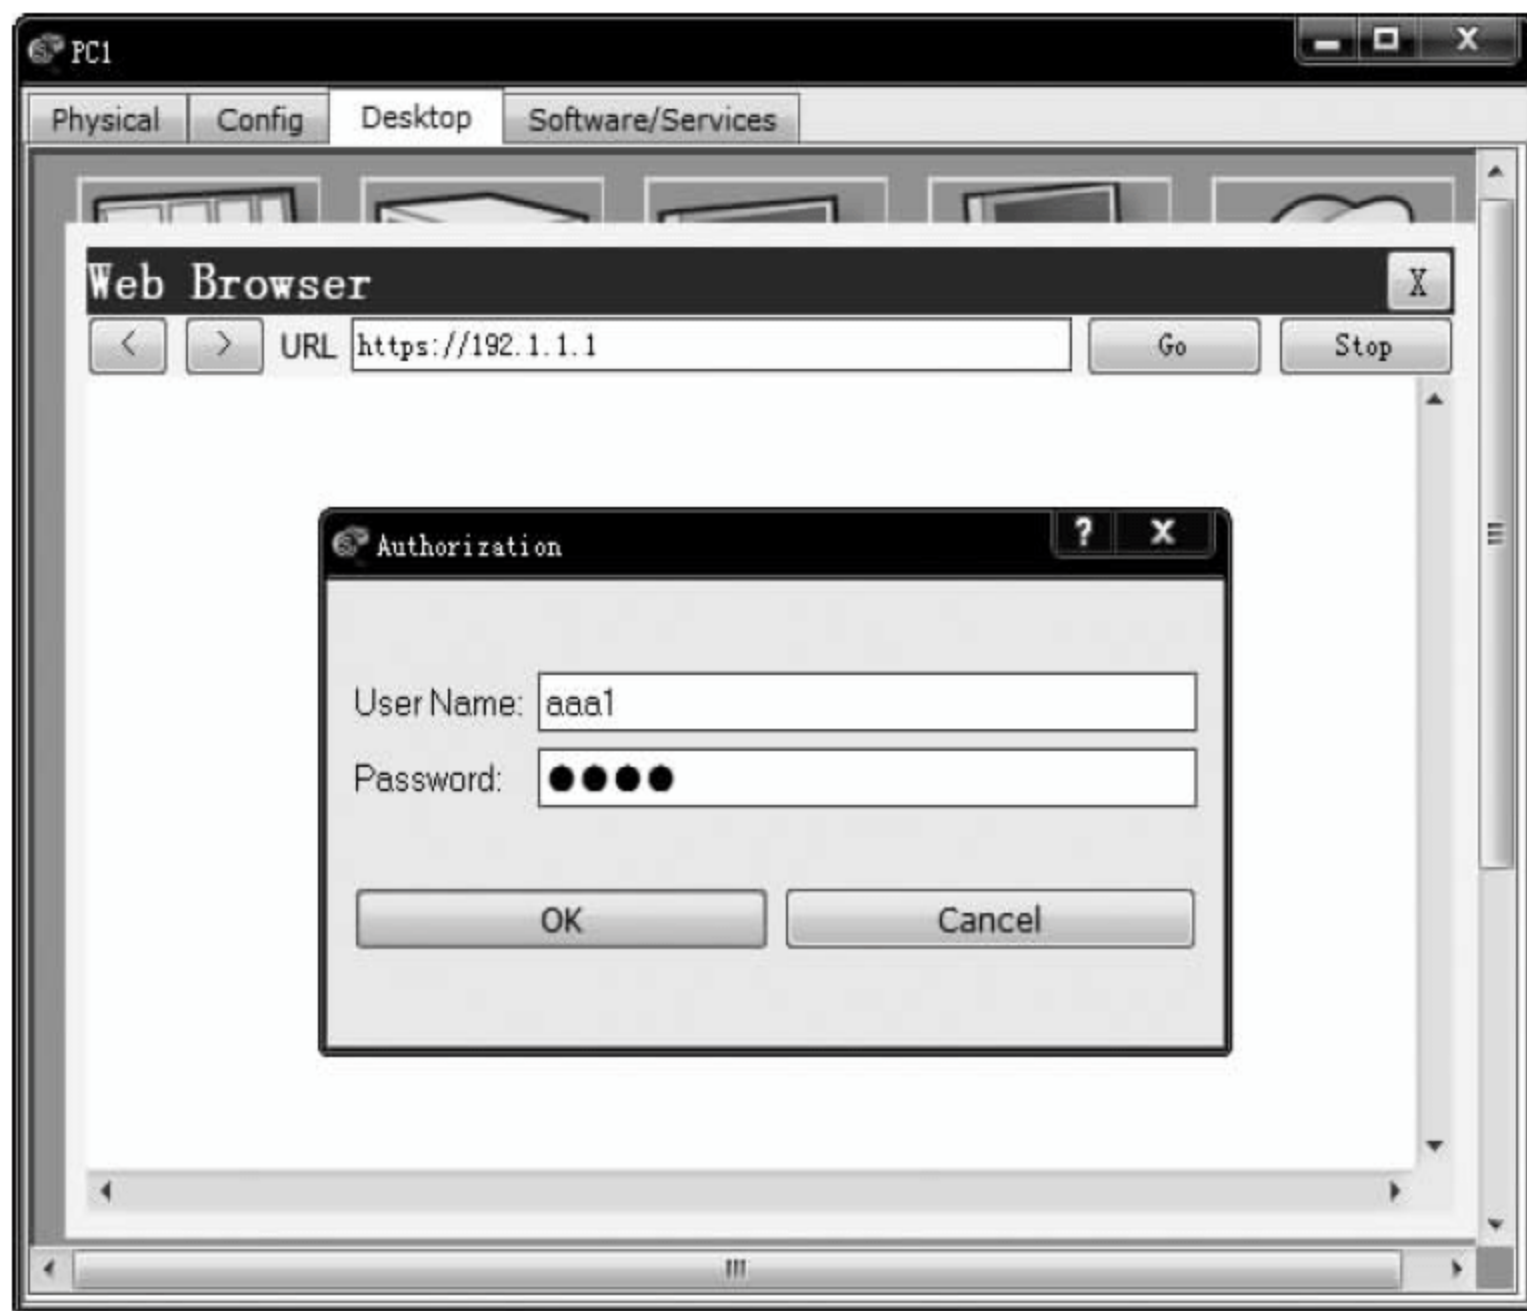 PC1
Physical Config Desktop Software/Services
Web Browser X
< > URL https://192.1.1.1 Go Stop
Authorization ? X
User Name: aaa1
Password: ●●●●
OK Cancel